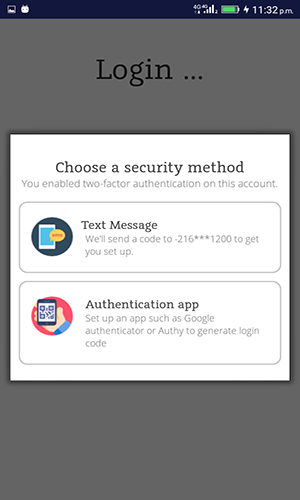 4G 4G 11:32 p.m.
Login ...
Choose a security method
You enabled two-factor authentication on this account.
Text Message
We'll send a code to -216***1200 to get
you set up.
Authentication app
Set up an app such as Google
authenticator or Authy to generate login
code